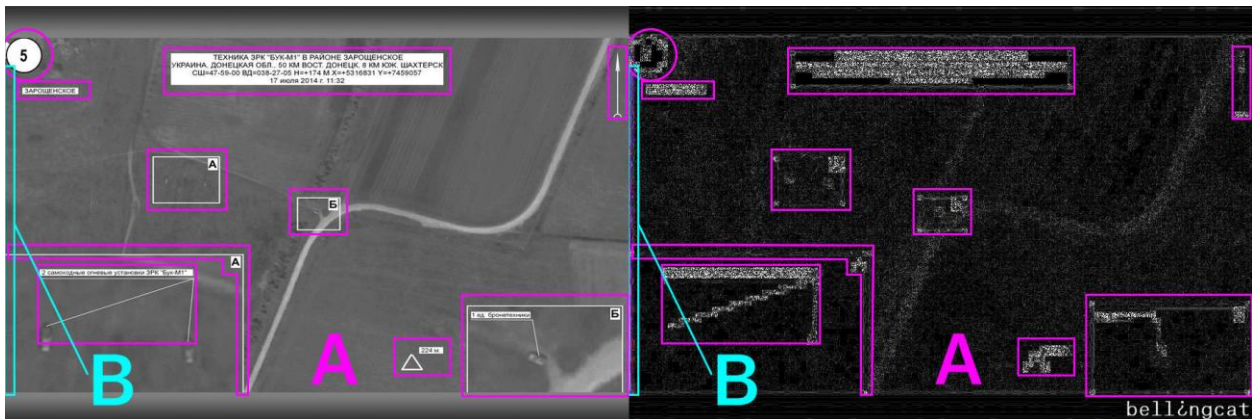 5
ТЕХНИКА ЗРК "БУК-М1" В РАЙОНЕ ЗАРОЩЕНСКОЕ
УКРАИНА, ДОНЕЦКАЯ ОБЛ., 50 КМ ВОСТ. ДОНЕЦК, 8 КМ ЮЖ. ШАХТЕРСК
СШ=47-59-00 ВД=038-27-05 Н=+174 М X=+5316831 Y=+7459057
17 июля 2014 г. 11:32
ЗАРОЩЕНСКОЕ
А
Б
А
2 самоходные огневые установки ЗРК "Бук-М1"
Б
1 ед. бронетехники
224 м.
A
B
A
B
bellingcat